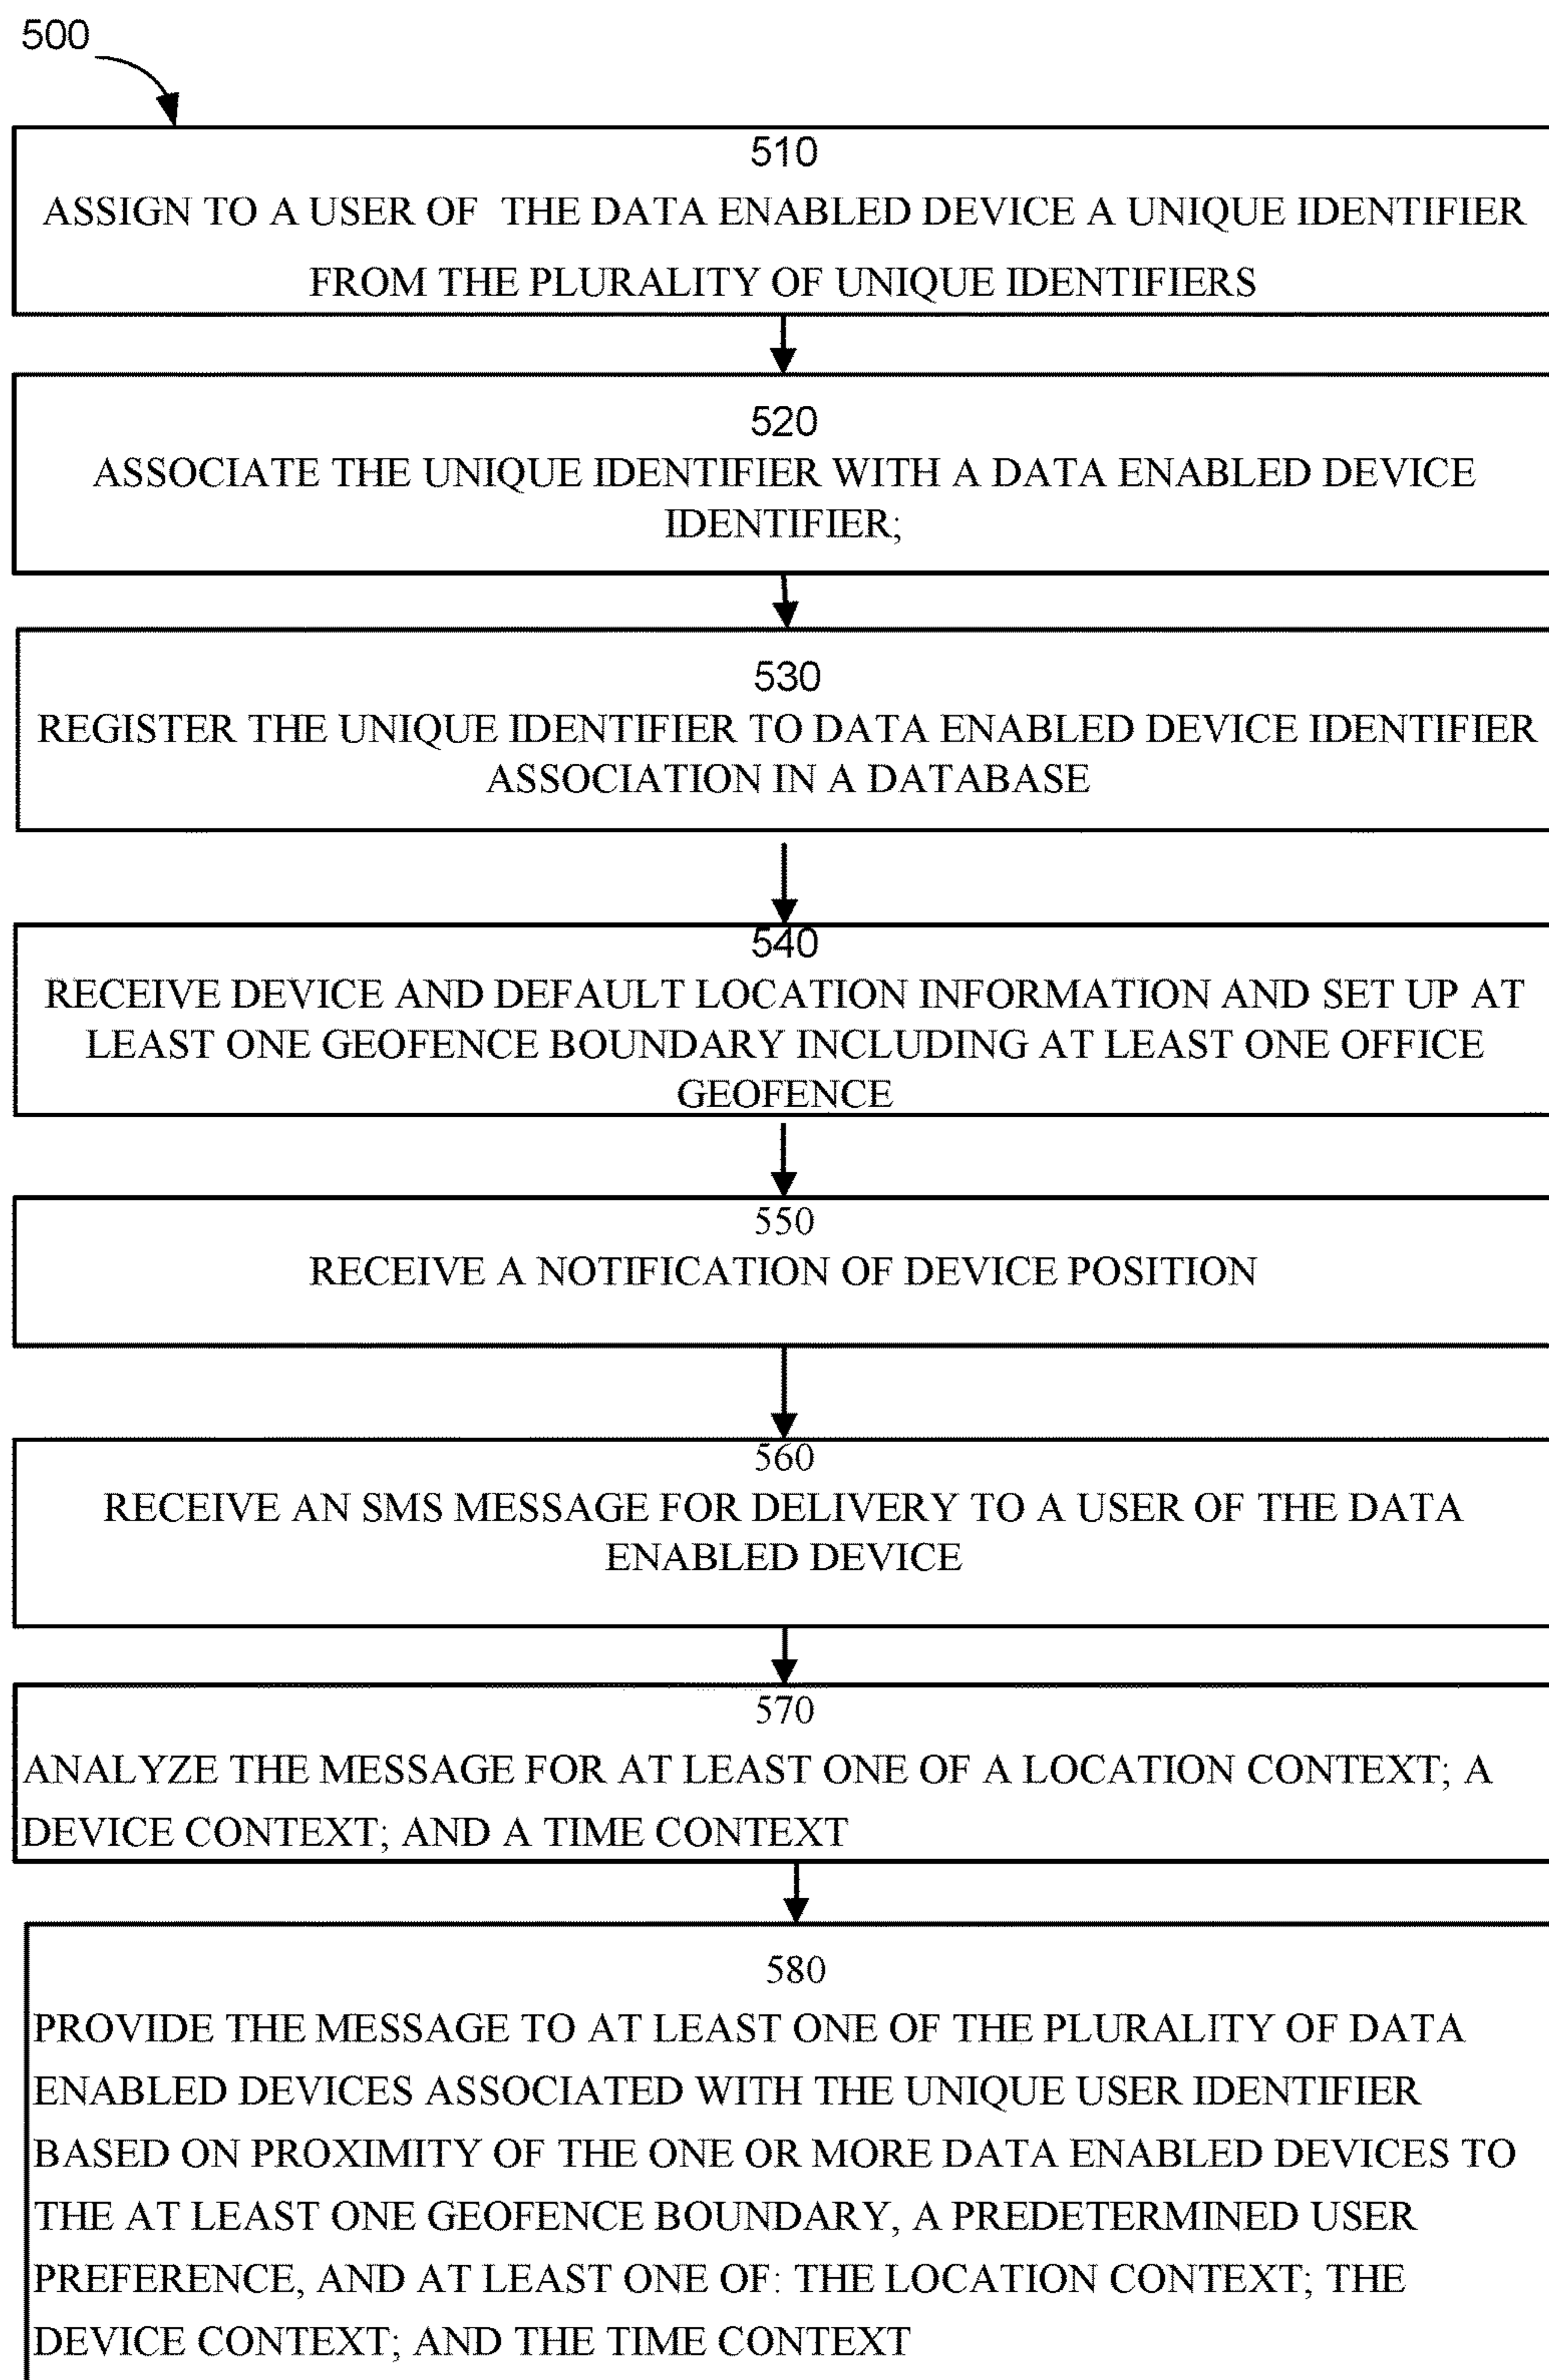 500
510
ASSIGN TO A USER OF THE DATA ENABLED DEVICE A UNIQUE IDENTIFIER
FROM THE PLURALITY OF UNIQUE IDENTIFIERS
520
ASSOCIATE THE UNIQUE IDENTIFIER WITH A DATA ENABLED DEVICE
IDENTIFIER;
530
REGISTER THE UNIQUE IDENTIFIER TO DATA ENABLED DEVICE IDENTIFIER
ASSOCIATION IN A DATABASE
540
RECEIVE DEVICE AND DEFAULT LOCATION INFORMATION AND SET UP AT
LEAST ONE GEOFENCE BOUNDARY INCLUDING AT LEAST ONE OFFICE
GEOFENCE
550
RECEIVE A NOTIFICATION OF DEVICE POSITION
560
RECEIVE AN SMS MESSAGE FOR DELIVERY TO A USER OF THE DATA
ENABLED DEVICE
570
ANALYZE THE MESSAGE FOR AT LEAST ONE OF A LOCATION CONTEXT; A
DEVICE CONTEXT; AND A TIME CONTEXT
580
PROVIDE THE MESSAGE TO AT LEAST ONE OF THE PLURALITY OF DATA
ENABLED DEVICES ASSOCIATED WITH THE UNIQUE USER IDENTIFIER
BASED ON PROXIMITY OF THE ONE OR MORE DATA ENABLED DEVICES TO
THE AT LEAST ONE GEOFENCE BOUNDARY, A PREDETERMINED USER
PREFERENCE, AND AT LEAST ONE OF: THE LOCATION CONTEXT; THE
DEVICE CONTEXT; AND THE TIME CONTEXT